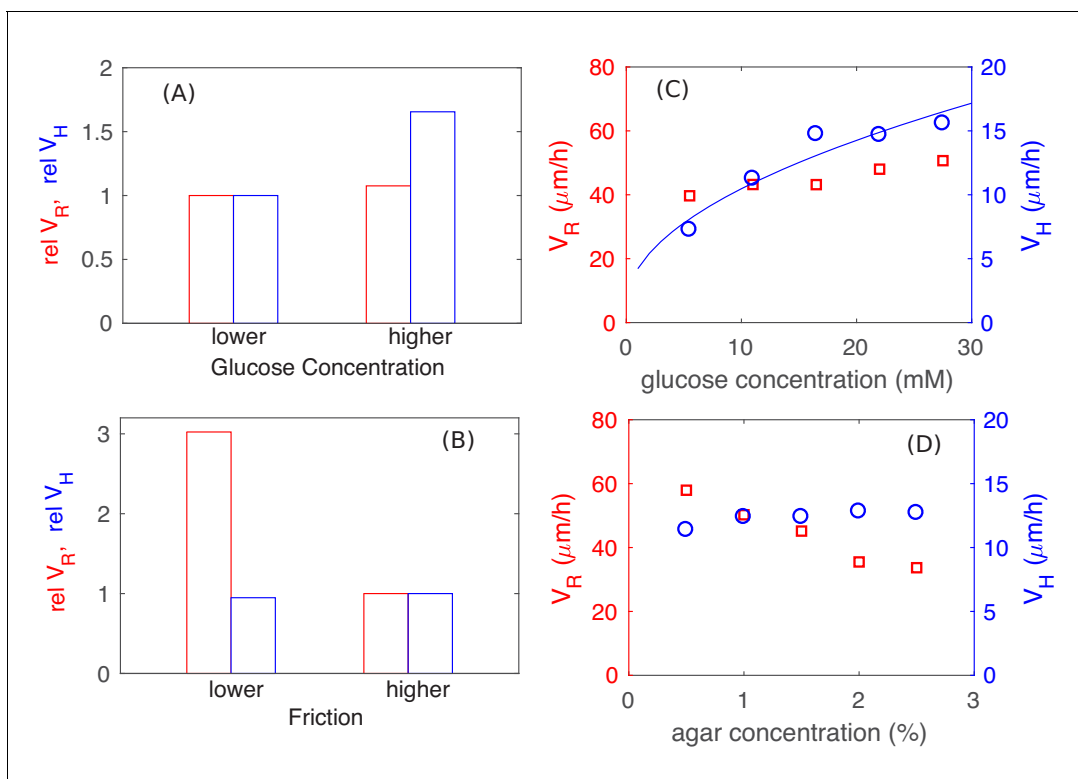 (A)
2
1.5
1
0.5
0
rel V_R, rel V_H
lower higher
Glucose Concentration
(C)
80
60
40
20
0
V_R (μm/h)
20
15
10
5
0
V_H (μm/h)
0 10 20 30
glucose concentration (mM)
(B)
3
2
1
0
rel V_R, rel V_H
lower higher
Friction
(D)
80
60
40
20
0
V_R (μm/h)
20
15
10
5
0
V_H (μm/h)
0 1 2 3
agar concentration (%)